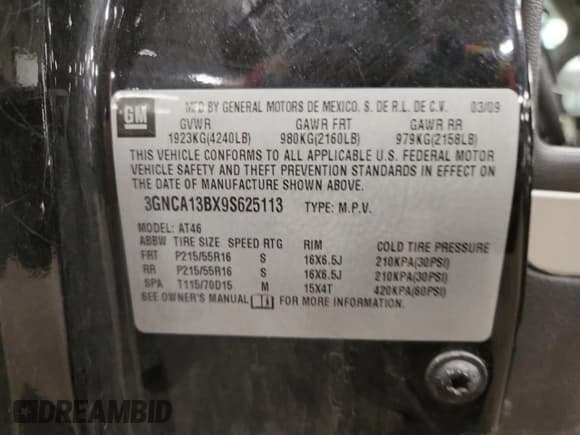 GM
MFD BY GENERAL MOTORS DE MEXICO, S. DE R.L. DE C.V. 03/09
GVWR GAWR FRT GAWR RR
1923KG(4240LB) 980KG(2160LB) 979KG(2158LB)
THIS VEHICLE CONFORMS TO ALL APPLICABLE U.S. FEDERAL MOTOR
VEHICLE SAFETY AND THEFT PREVENTION STANDARDS IN EFFECT
ON THE DATE OF MANUFACTURE SHOWN ABOVE.
3GNCA13BX9S625113 TYPE: M.P.V.
MODEL: AT46
ABBW TIRE SIZE SPEED RTG RIM COLD TIRE PRESSURE
FRT P215/55R16 S 16X6.5J 210KPA(30PSI)
RR P215/55R16 S 16X6.5J 210KPA(30PSI)
SPA T115/70D15 M 15X4T 420KPA(60PSI)
SEE OWNER'S MANUAL FOR MORE INFORMATION.
DREAMBID